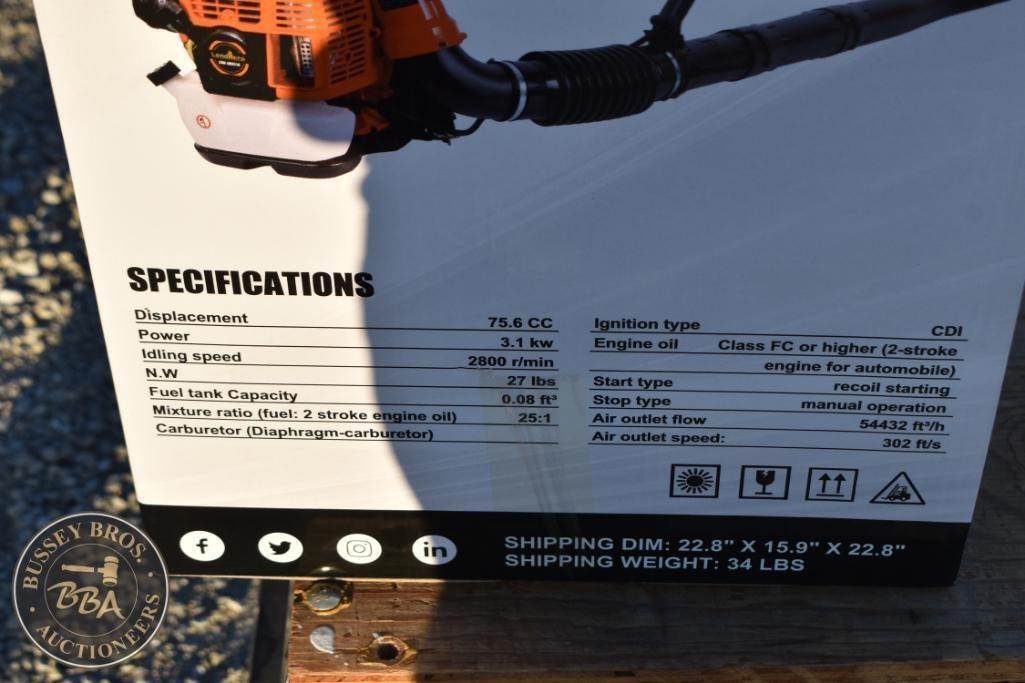 LandHero
SPECIFICATIONS
Displacement 75.6 CC
Power 3.1 kw
Idling speed 2800 r/min
N.W 27 lbs
Fuel tank Capacity 0.08 ft³
Mixture ratio (fuel: 2 stroke engine oil) 25:1
Carburetor (Diaphragm-carburetor)
Ignition type CDI
Engine oil Class FC or higher (2-stroke
engine for automobile)
Start type recoil starting
Stop type manual operation
Air outlet flow 54432 ft³/h
Air outlet speed: 302 ft/s
SHIPPING DIM: 22.8" X 15.9" X 22.8"
SHIPPING WEIGHT: 34 LBS
BUSSEY BROS.
BBA
AUCTIONEERS